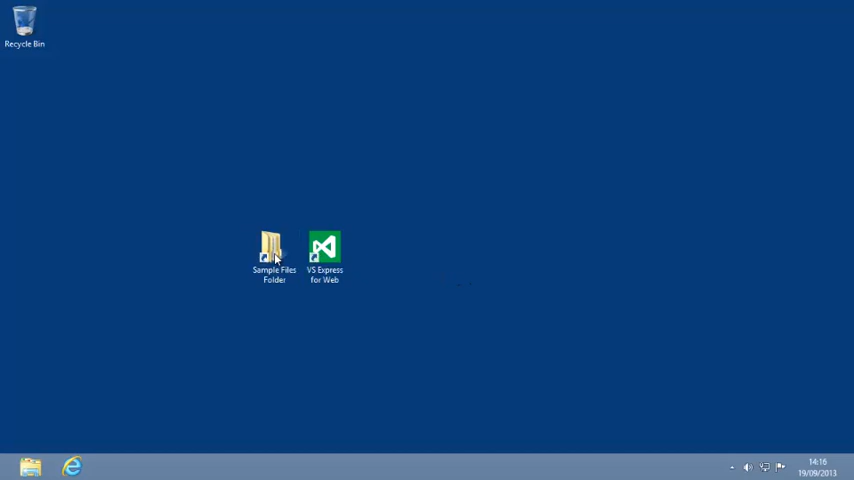 Recycle Bin
Sample Files
Folder
VS Express
for Web
14:16
19/09/2013